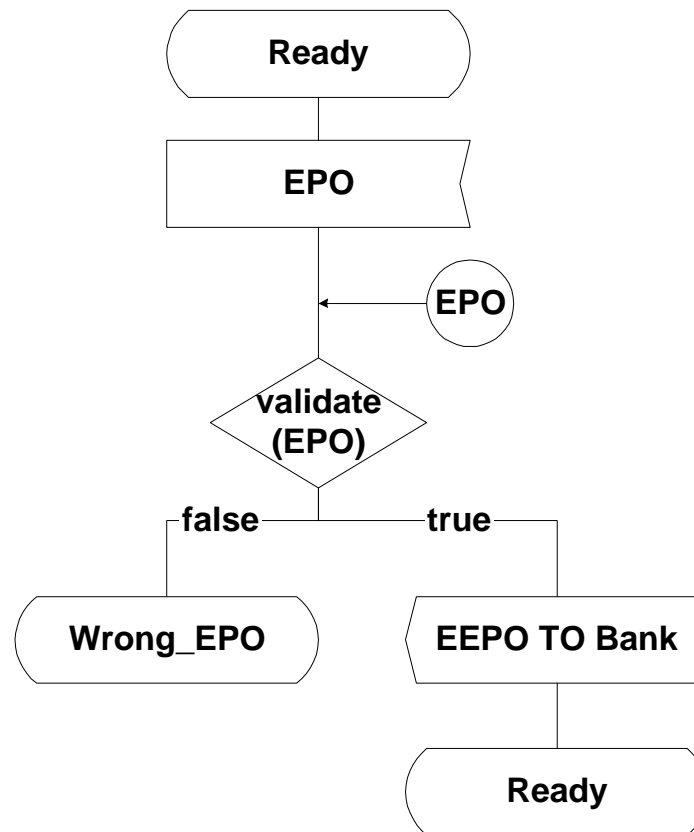 Ready
EPO
EPO
validate
(EPO)
false
true
Wrong_EPO
EEPO TO Bank
Ready